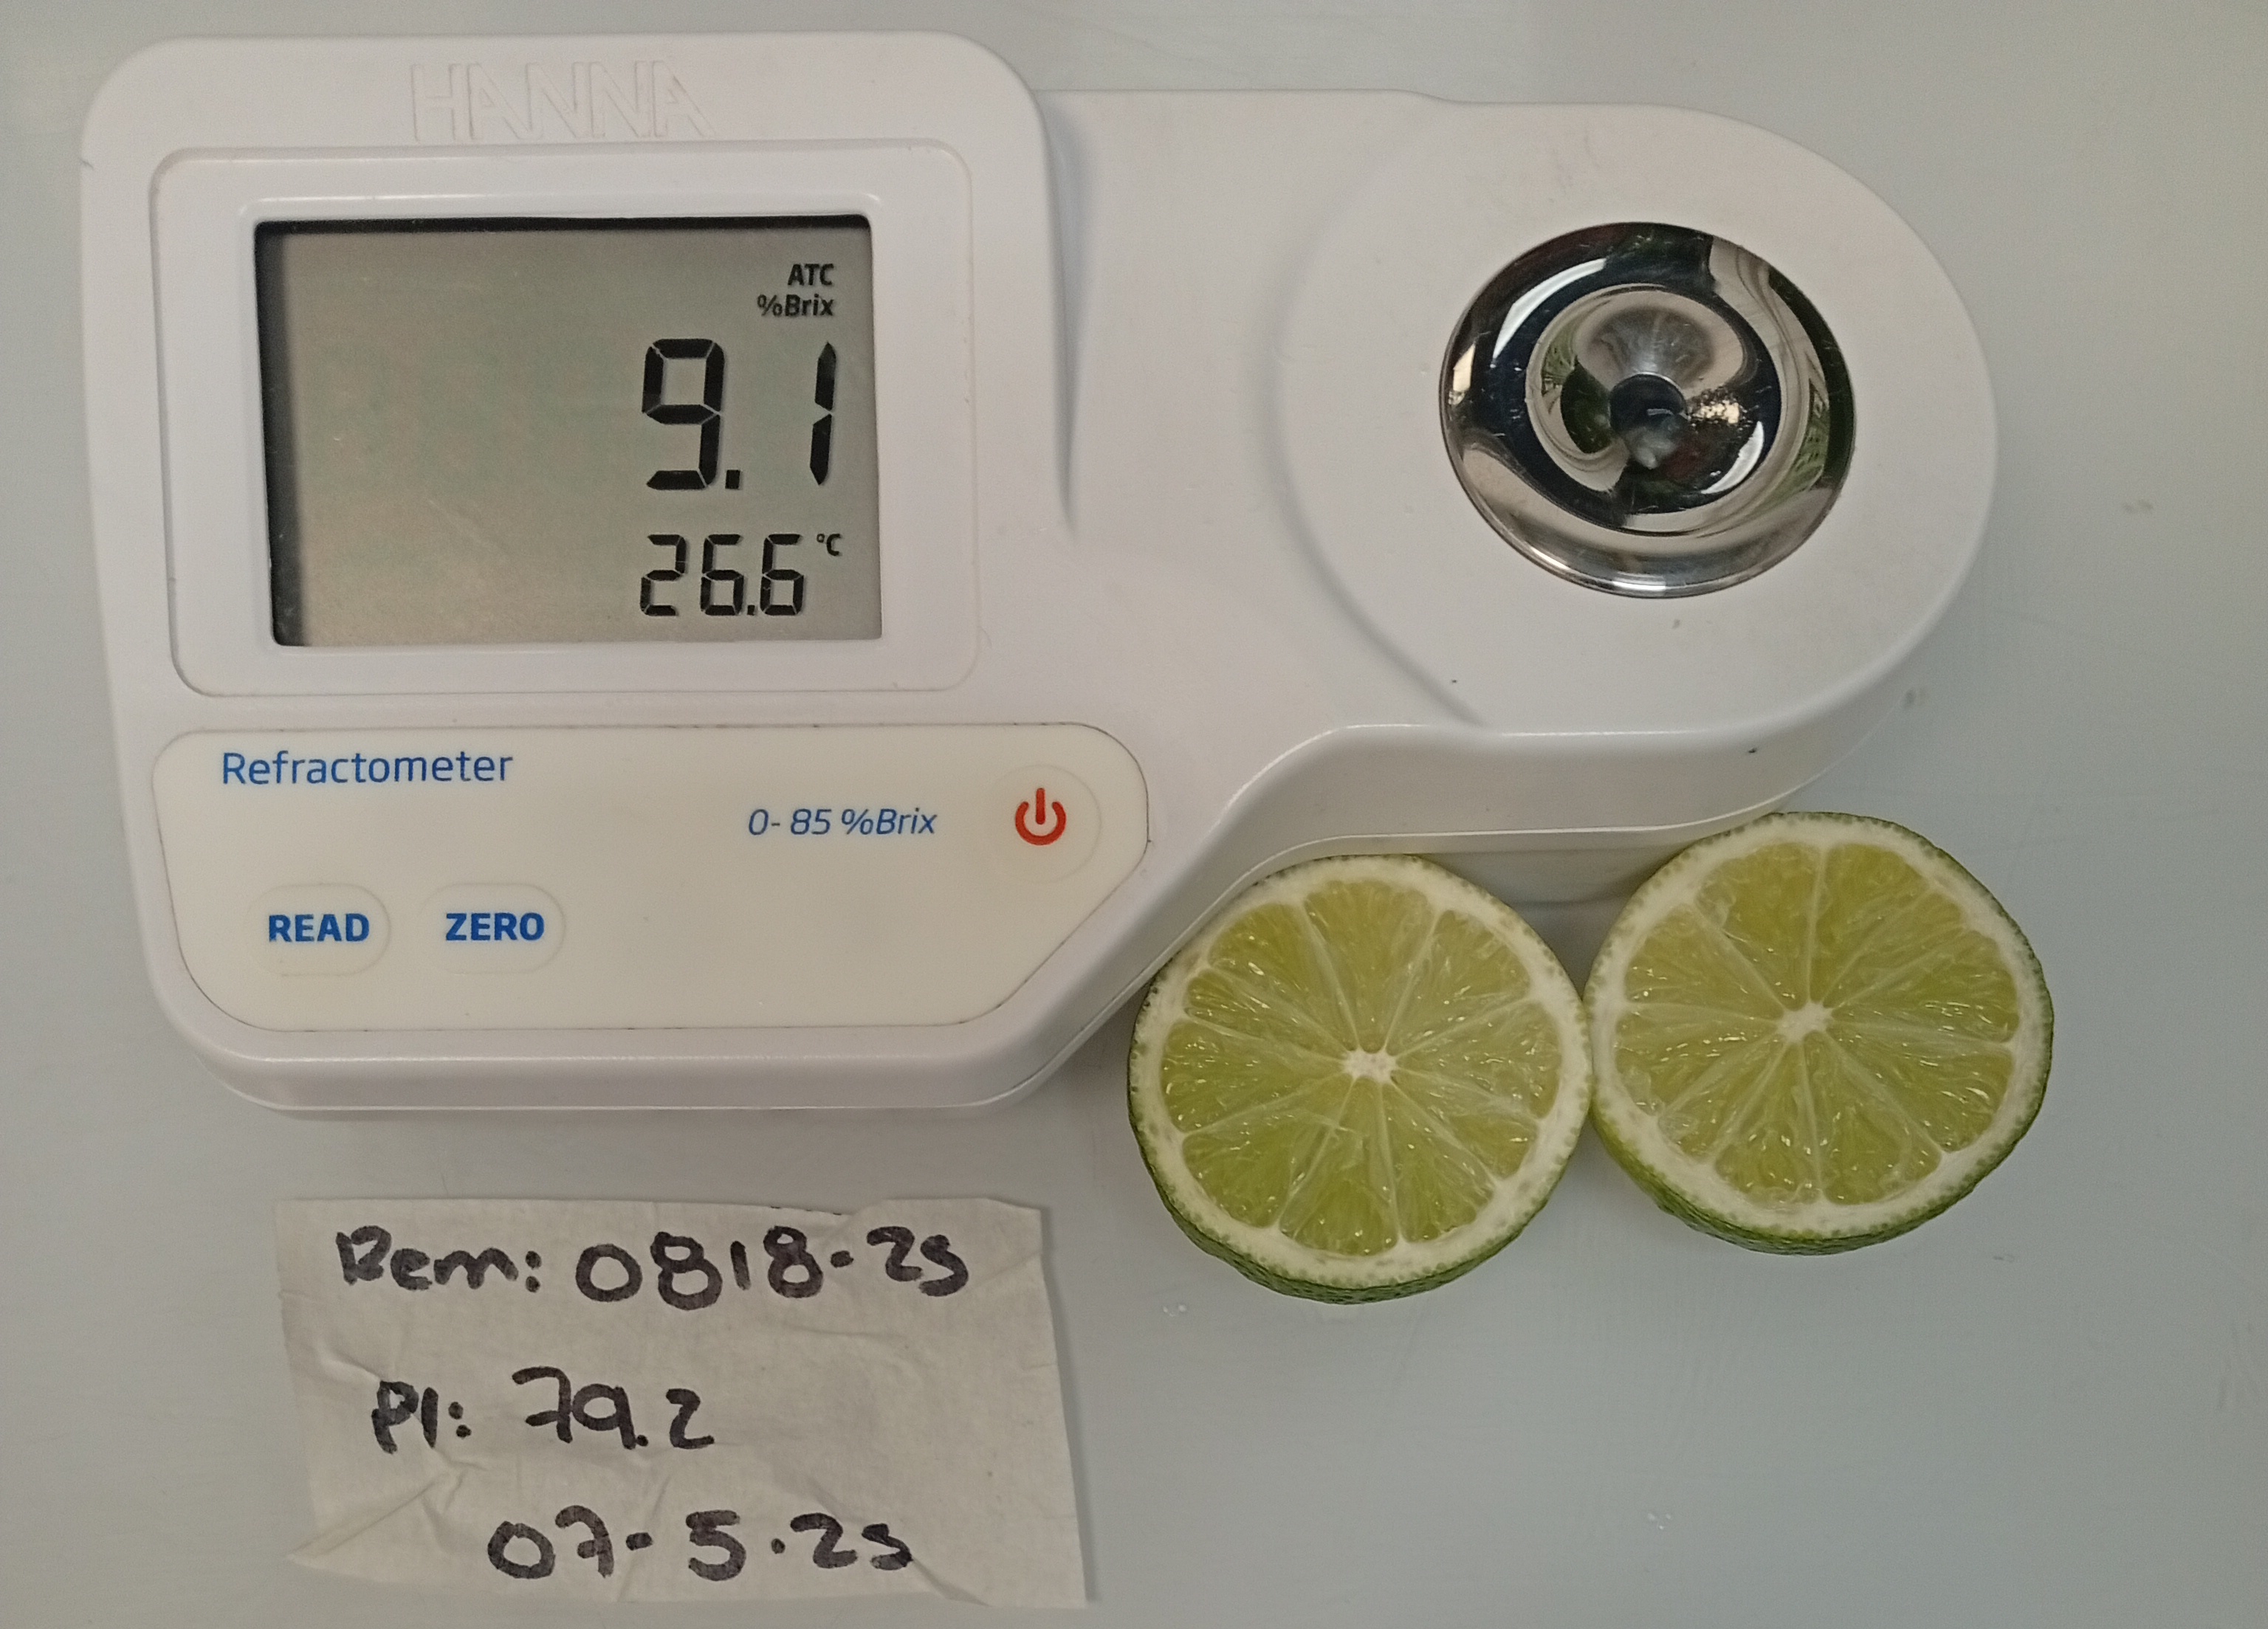 HANNA
ATC
%Brix
9.1
26.6 °C
Refractometer
0- 85 %Brix
READ ZERO
Rem: 0818-25
Pl: 79.2
07-5.25